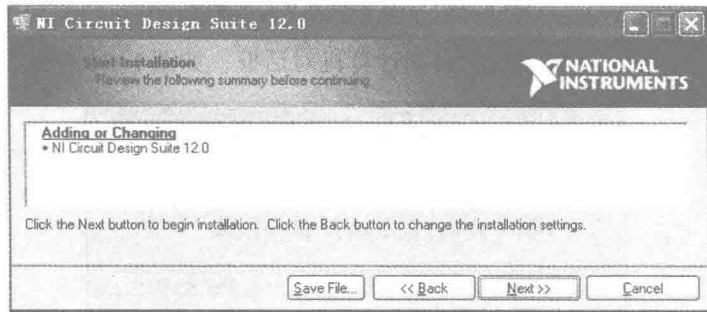 NI Circuit Design Suite 12.0
Start Installation
Review the following summary before continuing.
NATIONAL
INSTRUMENTS
Adding or Changing
• NI Circuit Design Suite 12.0
Click the Next button to begin installation. Click the Back button to change the installation settings.
Save File...
<< Back
Next >>
Cancel